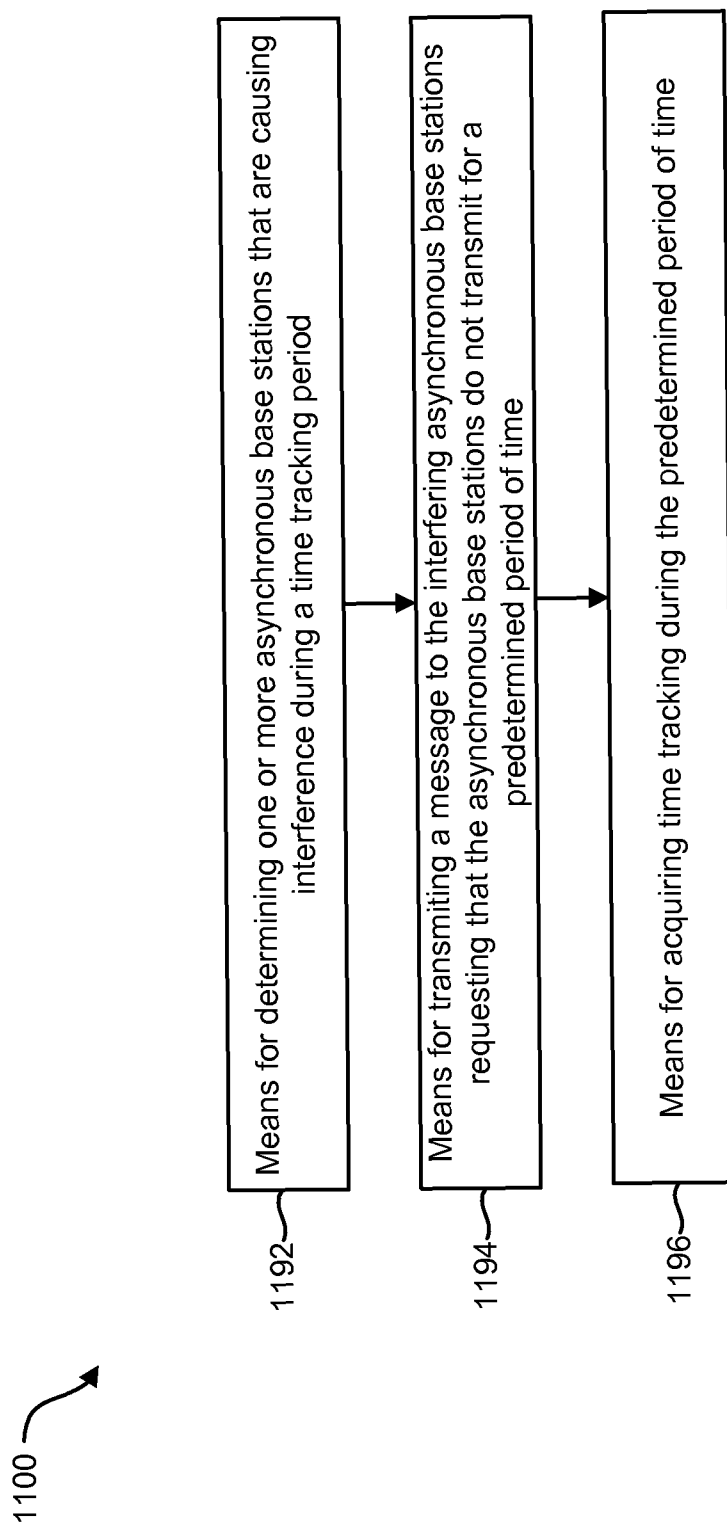 1100
1192
Means for determining one or more asynchronous base stations that are causing
interference during a time tracking period
1194
Means for transmiting a message to the interfering asynchronous base stations
requesting that the asynchronous base stations do not transmit for a
predetermined period of time
1196
Means for acquiring time tracking during the predetermined period of time